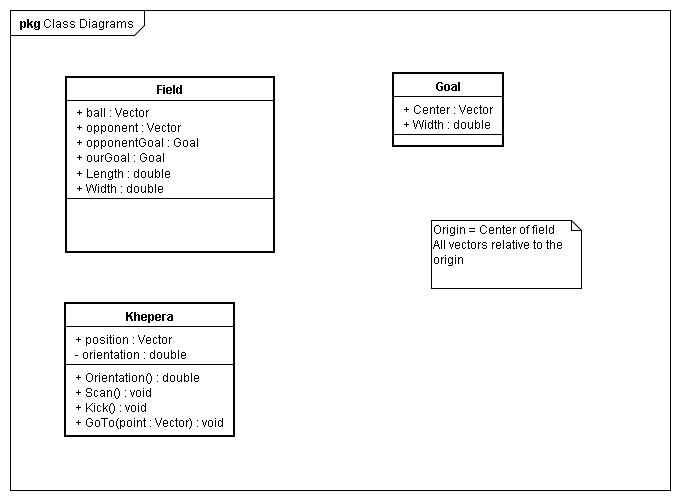 pkg Class Diagrams
Field
+ ball : Vector
+ opponent : Vector
+ opponentGoal : Goal
+ ourGoal : Goal
+ Length : double
+ Width : double
Goal
+ Center : Vector
+ Width : double
Origin = Center of field
All vectors relative to the
origin
Khepera
+ position : Vector
- orientation : double
+ Orientation() : double
+ Scan() : void
+ Kick() : void
+ GoTo(point : Vector) : void